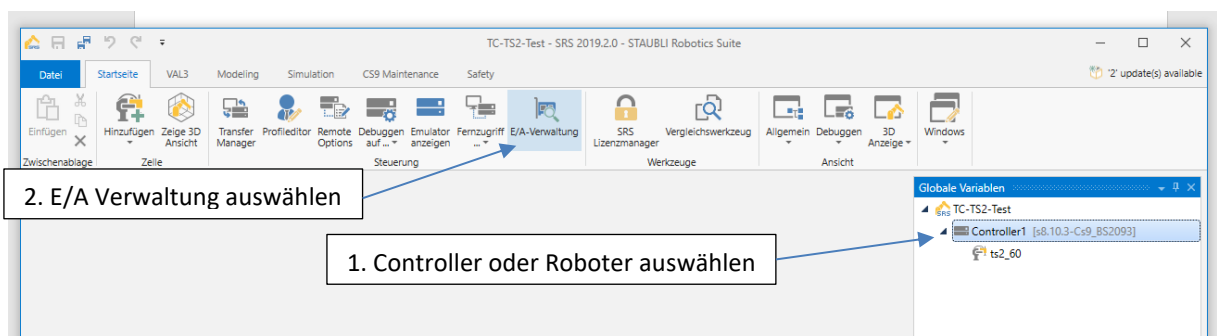 TC-TS2-Test - SRS 2019.2.0 - STAUBLI Robotics Suite
Datei Startseite VAL3 Modeling Simulation CS9 Maintenance Safety '2' update(s) available
Einfügen Hinzufügen Zeige 3D Ansicht Transfer Manager Profileditor Remote Options Debuggen auf ... Emulator anzeigen Fernzugriff ... E/A-Verwaltung SRS Lizenzmanager Vergleichswerkzeug Allgemein Debuggen 3D Anzeige Windows
Zwischenablage Zelle Steuerung Werkzeuge Ansicht
2. E/A Verwaltung auswählen
Globale Variablen
SRS TC-TS2-Test
Controller1 [s8.10.3-Cs9_BS2093]
ts2_60
1. Controller oder Roboter auswählen